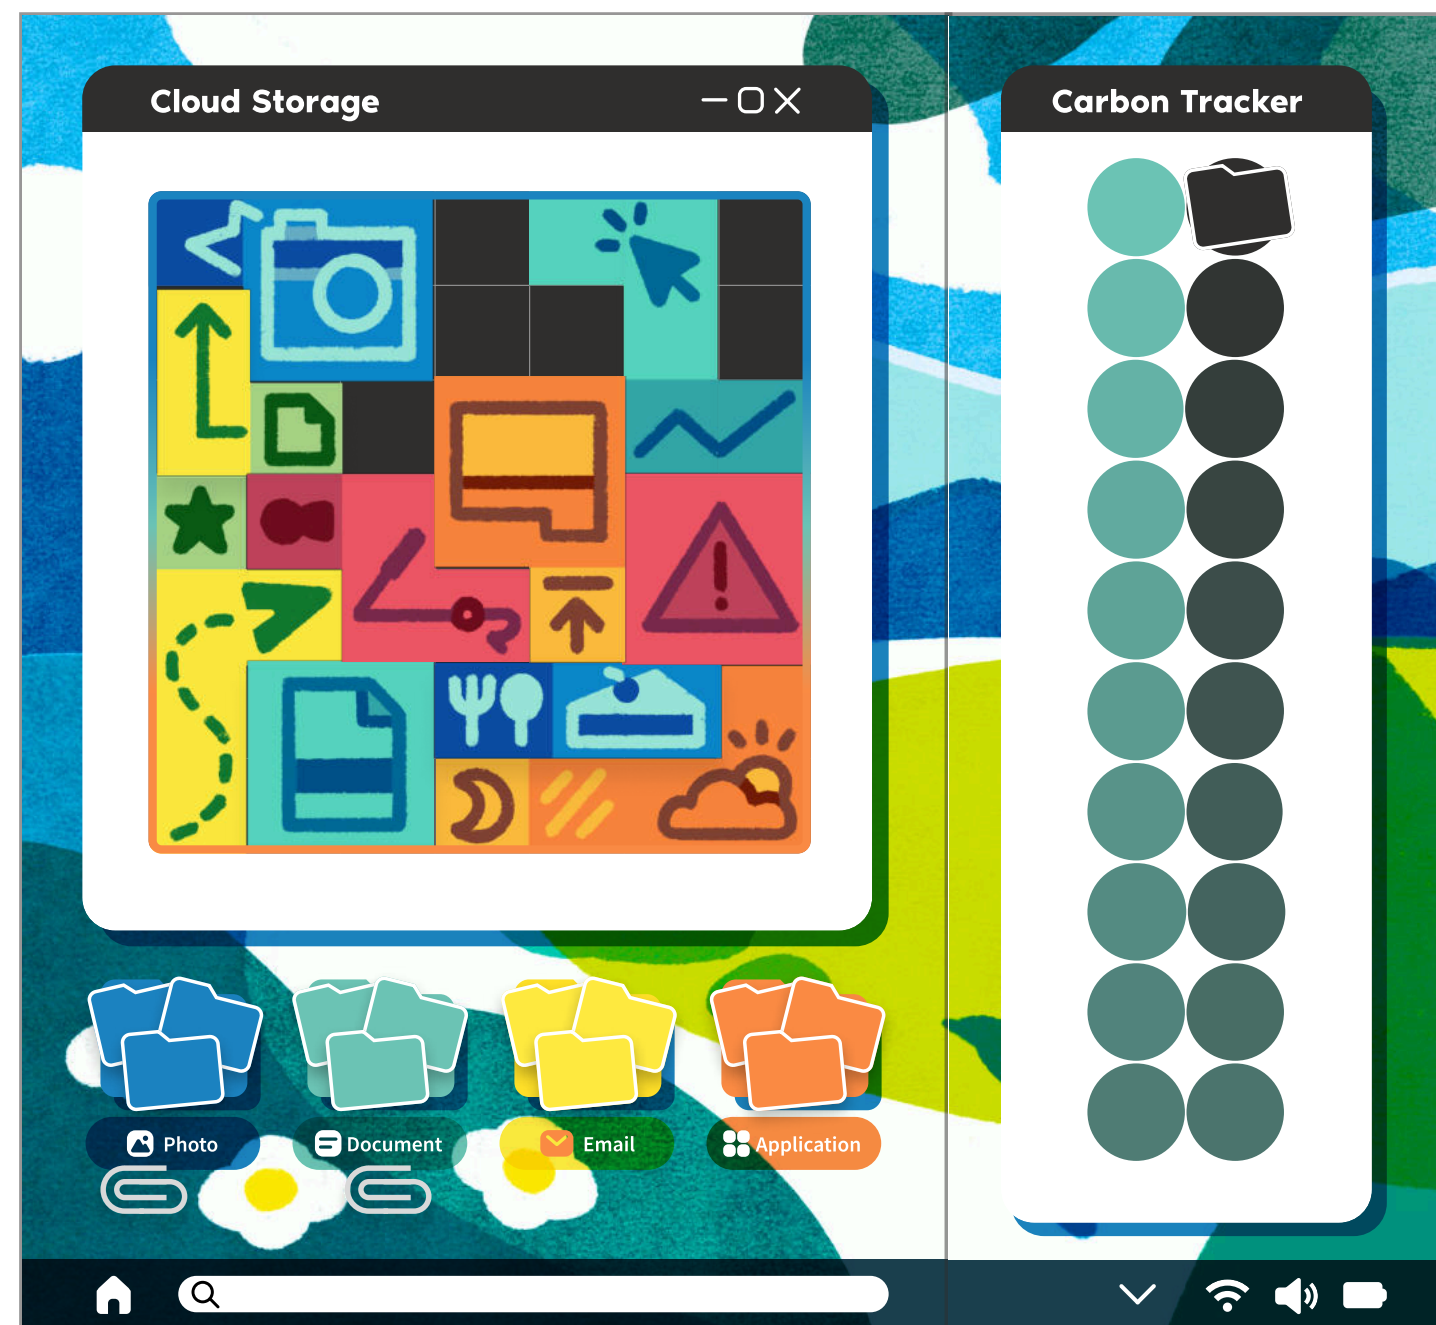 Cloud Storage
Carbon Tracker
Photo
Document
Email
Application